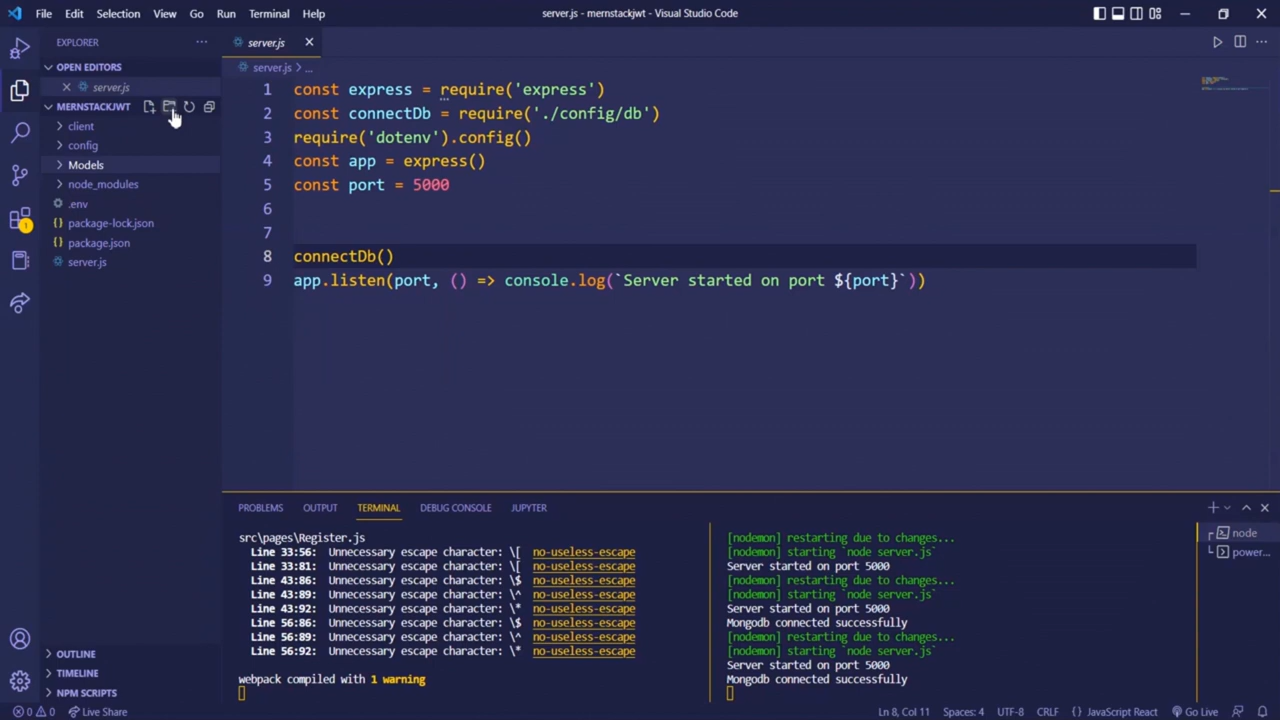 File Edit Selection View Go Run Terminal Help
server.js - mernstackjwt - Visual Studio Code
EXPLORER
OPEN EDITORS
server.js
MERNSTACKJWT
client
config
Models
node_modules
.env
{} package-lock.json
{} package.json
server.js
OUTLINE
TIMELINE
NPM SCRIPTS
1
server.js
server.js > ...
1 const express = require('express')
2 const connectDb = require('./config/db')
3 require('dotenv').config()
4 const app = express()
5 const port = 5000
6
7
8 connectDb()
9 app.listen(port, () => console.log(`Server started on port ${port}`))
PROBLEMS OUTPUT TERMINAL DEBUG CONSOLE JUPYTER
src\pages\Register.js
Line 33:56: Unnecessary escape character: \[ no-useless-escape
Line 33:81: Unnecessary escape character: \[ no-useless-escape
Line 43:86: Unnecessary escape character: \$ no-useless-escape
Line 43:89: Unnecessary escape character: \^ no-useless-escape
Line 43:92: Unnecessary escape character: \* no-useless-escape
Line 56:86: Unnecessary escape character: \$ no-useless-escape
Line 56:89: Unnecessary escape character: \^ no-useless-escape
Line 56:92: Unnecessary escape character: \* no-useless-escape
webpack compiled with 1 warning
[nodemon] restarting due to changes...
[nodemon] starting `node server.js`
Server started on port 5000
[nodemon] restarting due to changes...
[nodemon] starting `node server.js`
Server started on port 5000
Mongodb connected successfully
[nodemon] restarting due to changes...
[nodemon] starting `node server.js`
Server started on port 5000
Mongodb connected successfully
node
power...
0 0 Live Share
Ln 8, Col 11 Spaces: 4 UTF-8 CRLF {} JavaScript React Go Live